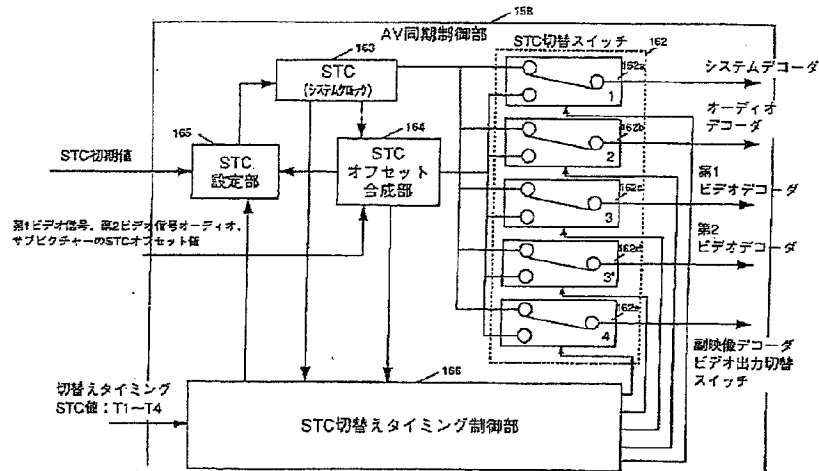 158
AV同期制御部
163
STC
(システムクロック)
STC切替スイッチ
162
162a
1
システムデコーダ
オーディオ
デコーダ
162b
2
165
STC
設定部
164
STC
オフセット
合成部
STC初期値
162c
3
第1
ビデオデコーダ
第1ビデオ信号、第2ビデオ信号オーディオ、
サブピクチャーのSTCオフセット値
3'
第2
ビデオデコーダ
4
副映像デコーダ
ビデオ出力切替
スイッチ
166
切替えタイミング
STC値:T1〜T4
STC切替えタイミング制御部